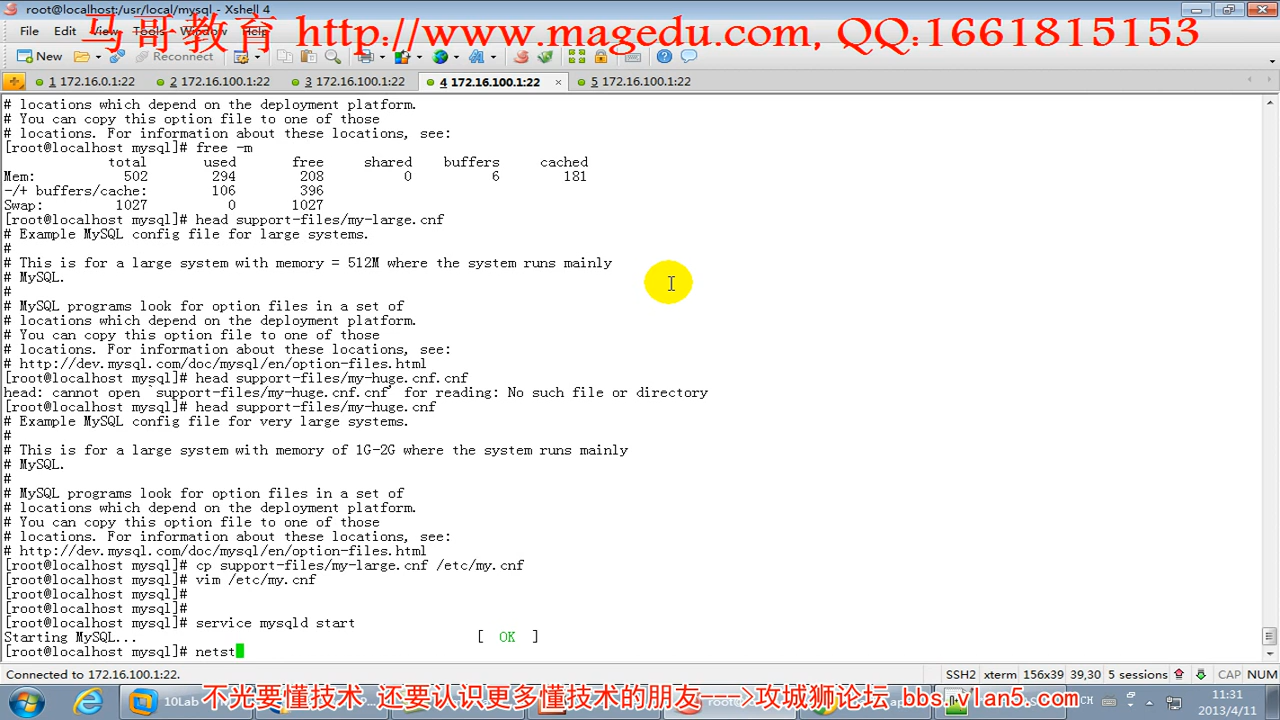 root@localhost:/usr/local/mysql - Xshell 4
File Edit View Tools Window Help
马哥教育 http://www.magedu.com, QQ:1661815153
New Reconnect
1 172.16.0.1:22 2 172.16.100.1:22 3 172.16.100.1:22 4 172.16.100.1:22 × 5 172.16.100.1:22
# locations which depend on the deployment platform.
# You can copy this option file to one of those
# locations. For information about these locations, see:
[root@localhost mysql]# free -m
total used free shared buffers cached
Mem: 502 294 208 0 6 181
-/+ buffers/cache: 106 396
Swap: 1027 0 1027
[root@localhost mysql]# head support-files/my-large.cnf
# Example MySQL config file for large systems.
#
# This is for a large system with memory = 512M where the system runs mainly
# MySQL.
#
# MySQL programs look for option files in a set of
# locations which depend on the deployment platform.
# You can copy this option file to one of those
# locations. For information about these locations, see:
# http://dev.mysql.com/doc/mysql/en/option-files.html
[root@localhost mysql]# head support-files/my-huge.cnf.cnf
head: cannot open `support-files/my-huge.cnf.cnf' for reading: No such file or directory
[root@localhost mysql]# head support-files/my-huge.cnf
# Example MySQL config file for very large systems.
#
# This is for a large system with memory of 1G-2G where the system runs mainly
# MySQL.
#
# MySQL programs look for option files in a set of
# locations which depend on the deployment platform.
# You can copy this option file to one of those
# locations. For information about these locations, see:
# http://dev.mysql.com/doc/mysql/en/option-files.html
[root@localhost mysql]# cp support-files/my-large.cnf /etc/my.cnf
[root@localhost mysql]# vim /etc/my.cnf
[root@localhost mysql]#
[root@localhost mysql]#
[root@localhost mysql]# service mysqld start
Starting MySQL... [ OK ]
[root@localhost mysql]# netst
Connected to 172.16.100.1:22. SSH2 xterm 156x39 39,30 5 sessions CAP NUM
10Lab
CH
不光要懂技术 还要认识更多懂技术的朋友--->攻城狮论坛 bbs.vlan5.com
11:31
2013/4/11